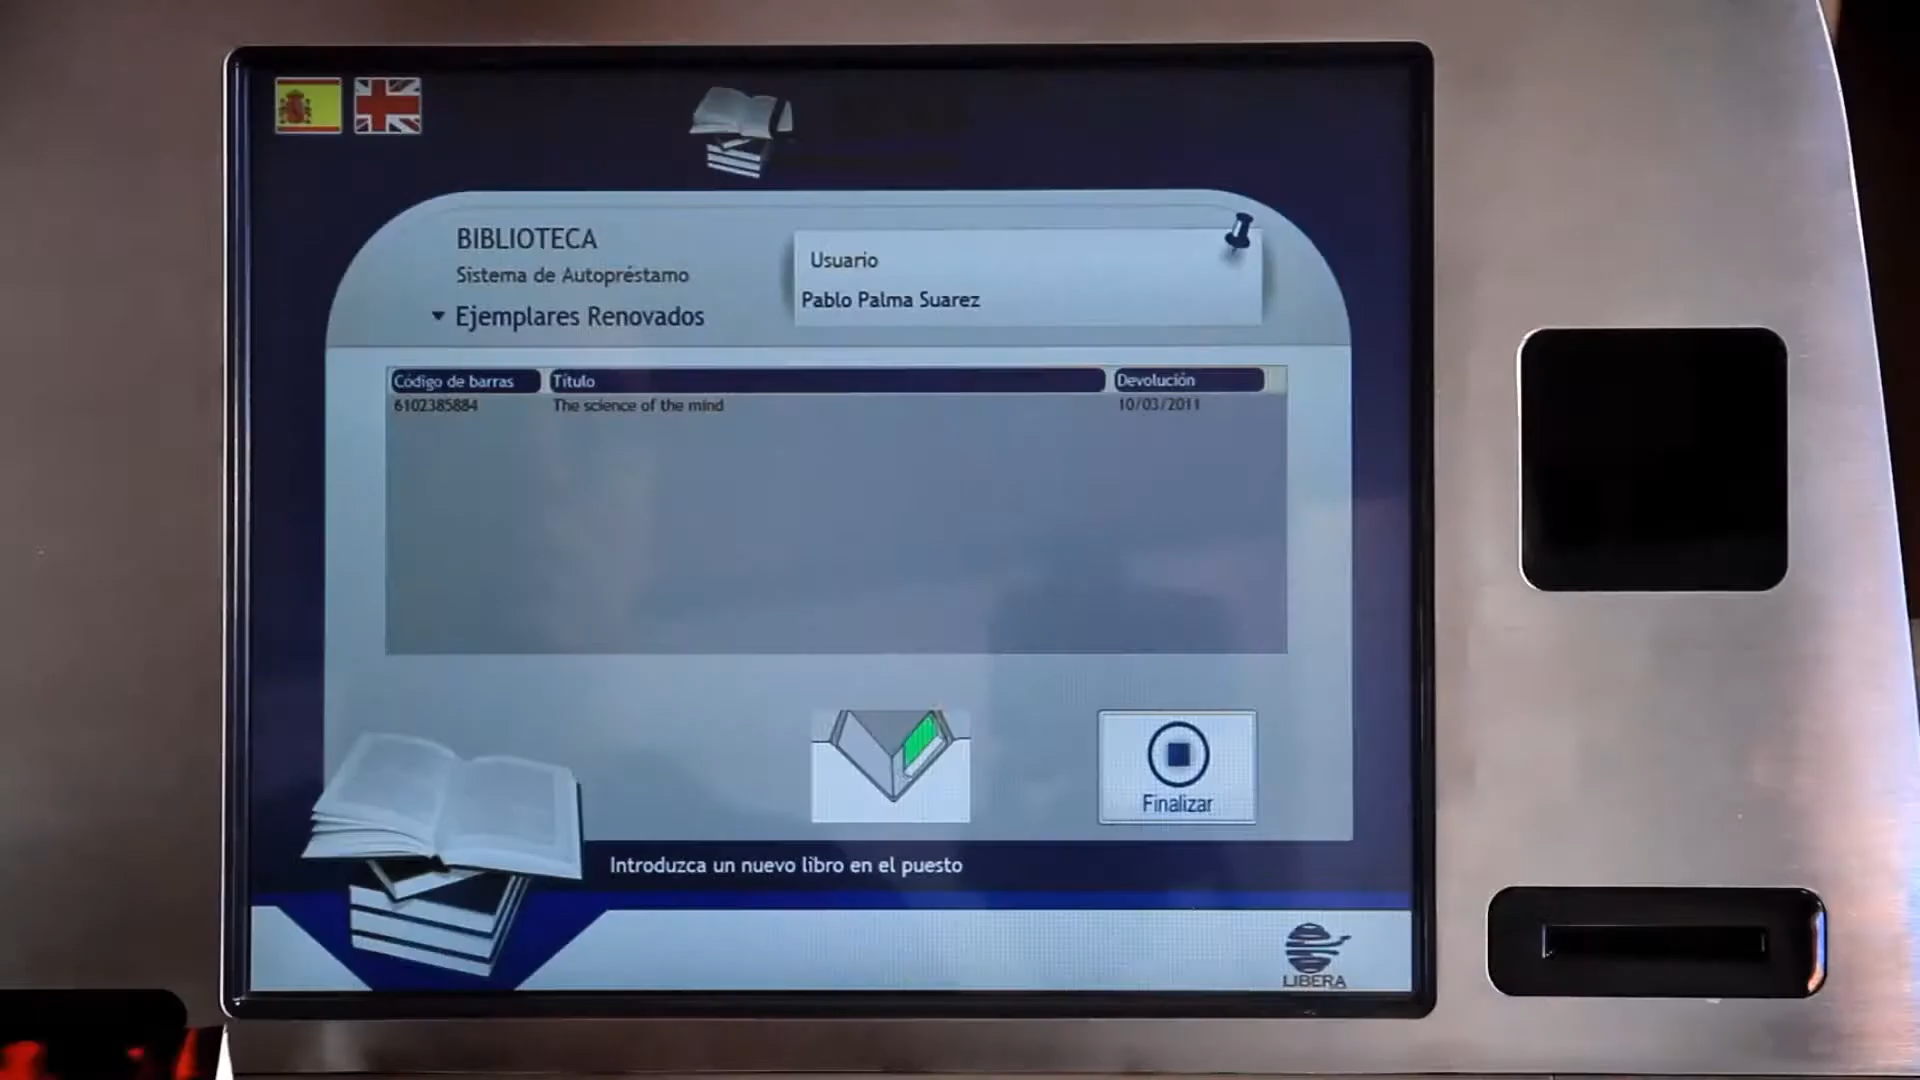 BIBLIOTECA
Sistema de Autopréstamo
Ejemplares Renovados
Usuario
Pablo Palma Suarez
Código de barras Título Devolución
6102385884 The science of the mind 10/03/2011
Finalizar
Introduzca un nuevo libro en el puesto
LIBERA